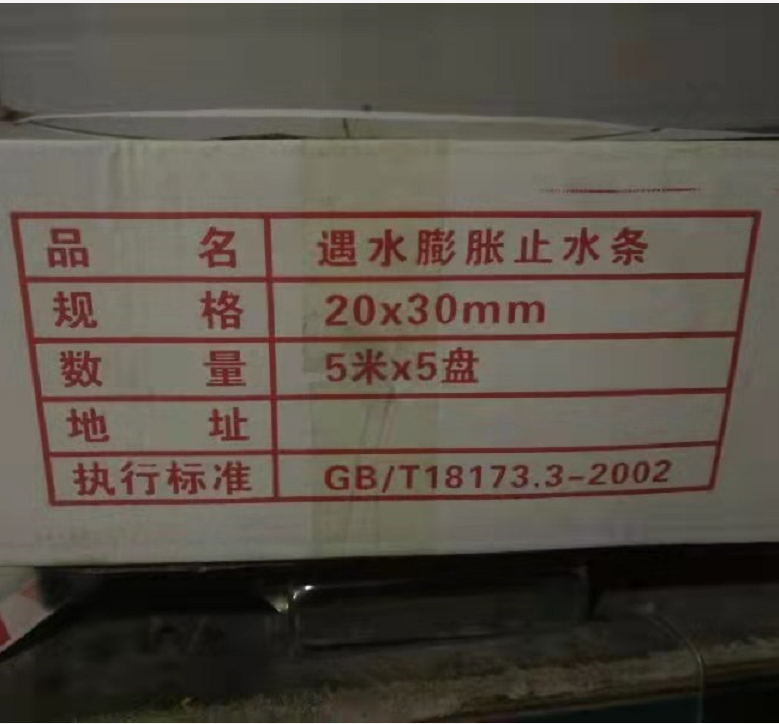 品 名 遇水膨胀止水条
规 格 20x30mm
数 量 5米x5盘
地 址
执行标准 GB/T18173.3-2002